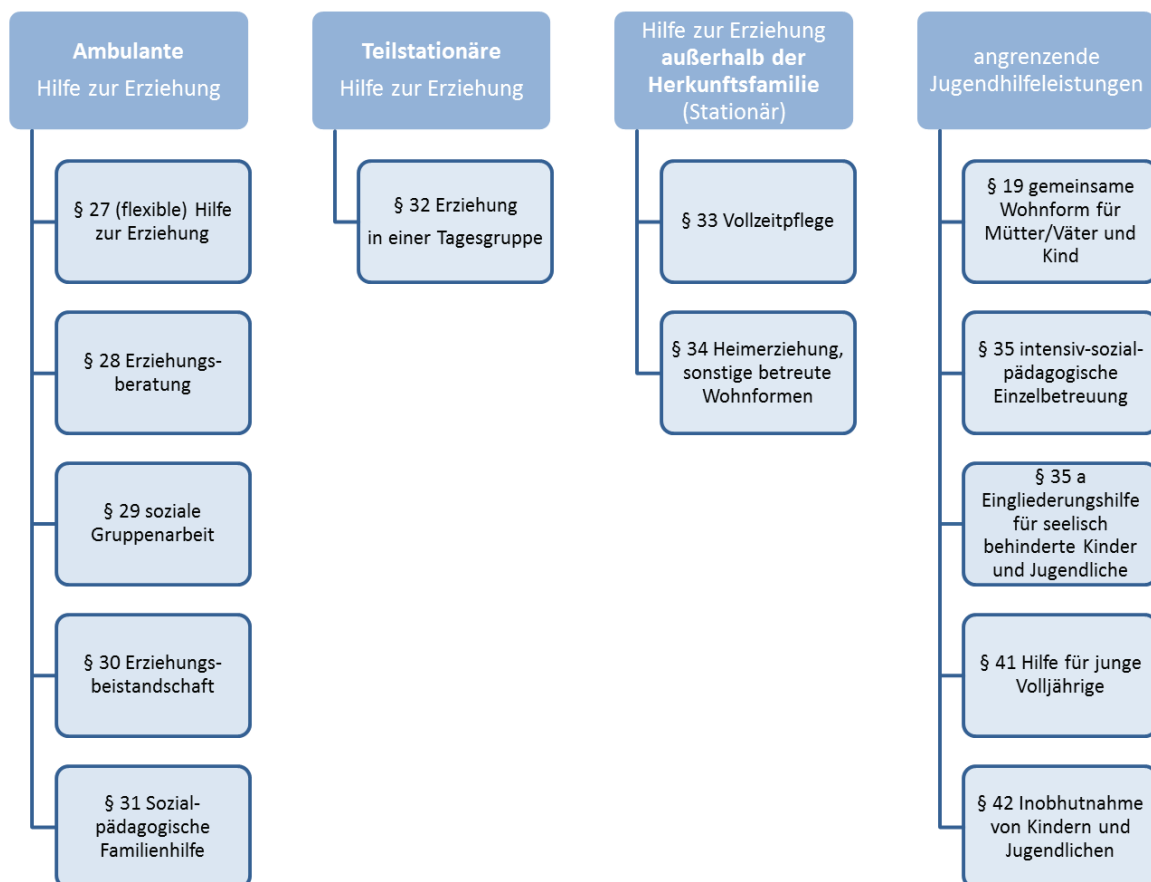 Ambulante
Hilfe zur Erziehung
§ 27 (flexible) Hilfe
zur Erziehung
§ 28 Erziehungs-
beratung
§ 29 soziale
Gruppenarbeit
§ 30 Erziehungs-
beistandschaft
§ 31 Sozial-
pädagogische
Familienhilfe
Teilstationäre
Hilfe zur Erziehung
§ 32 Erziehung
in einer Tagesgruppe
Hilfe zur Erziehung
außerhalb der
Herkunftsfamilie
(Stationär)
§ 33 Vollzeitpflege
§ 34 Heimerziehung,
sonstige betreute
Wohnformen
angrenzende
Jugendhilfeleistungen
§ 19 gemeinsame
Wohnform für
Mütter/Väter und
Kind
§ 35 intensiv-sozial-
pädagogische
Einzelbetreuung
§ 35 a
Eingliederungshilfe
für seelisch
behinderte Kinder
und Jugendliche
§ 41 Hilfe für junge
Volljährige
§ 42 Inobhutnahme
von Kindern und
Jugendlichen